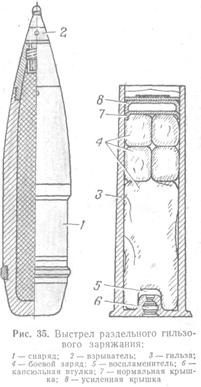 2
1
8
7
4
3
5
6
Рис. 35. Выстрел раздельного гильзо-
вого заряжания:
1 — снаряд; 2 — взрыватель; 3 — гильза;
4 — боевой заряд; 5 — воспламенитель; 6 —
капсюльная втулка; 7 — нормальная крыш-
ка; 8 — усиленная крышка